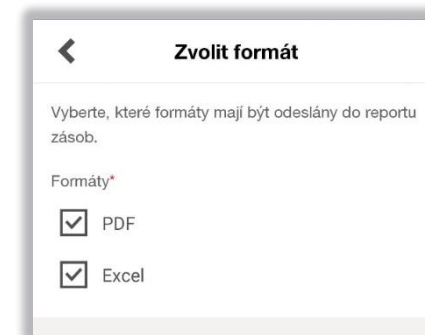 Zvolit formát
Vyberte, které formáty mají být odeslány do reportu
zásob.
Formáty*
PDF
Excel